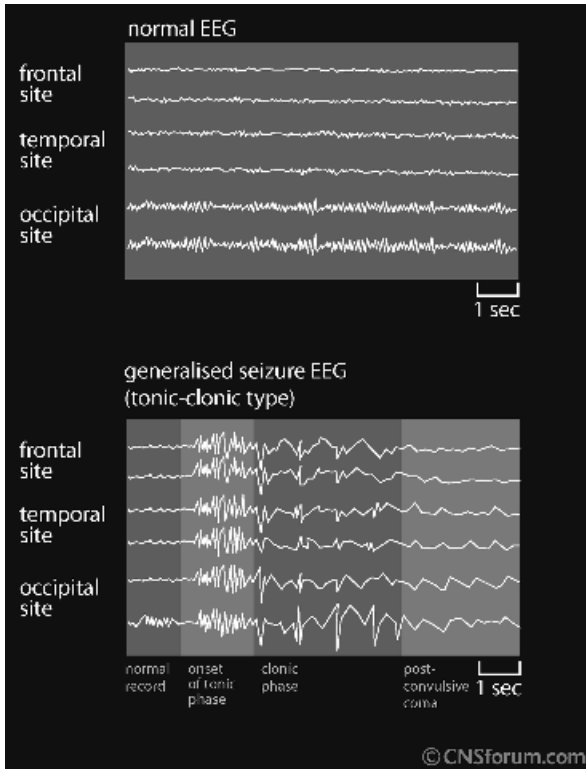 normal EEG
frontal
site
temporal
site
occipital
site
1 sec
generalised seizure EEG
(tonic-clonic type)
frontal
site
temporal
site
occipital
site
normal
record
onset
of tonic
phase
clonic
phase
post-
convulsive
coma
1 sec
©CNSforum.com